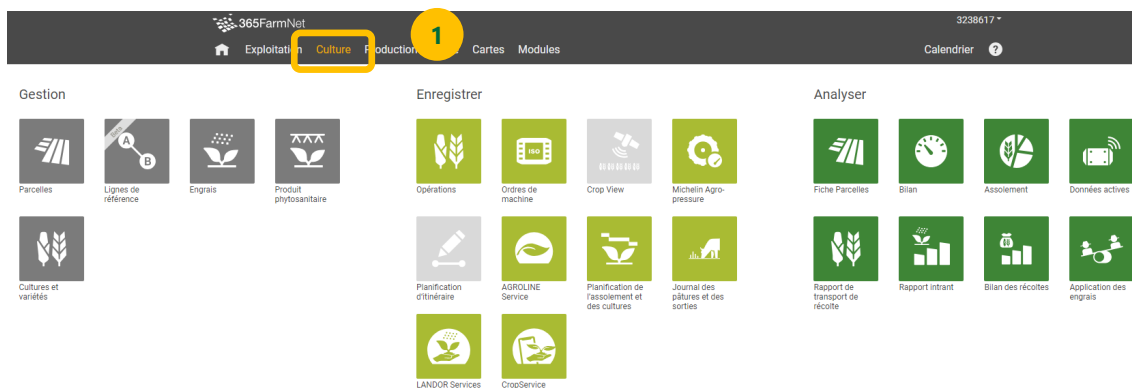 365FarmNet
3238617
1
Exploitation Culture Production Cartes Modules
Calendrier ?
Gestion
Enregistrer
Analyser
Beta
A
B
ISO
Parcelles
Lignes de
référence
Engrais
Produit
phytosanitaire
Opérations
Ordres de
machine
Crop View
Michelin Agro-
pressure
Fiche Parcelles
Bilan
Assolement
Données actives
Cultures et
variétés
Planification
d'itinéraire
AGROLINE
Service
Planification de
l'assolement et
des cultures
Journal des
pâtures et des
sorties
Rapport de
transport de
récolte
Rapport intrant
Bilan des récoltes
Application des
engrais
LANDOR Services
CropService